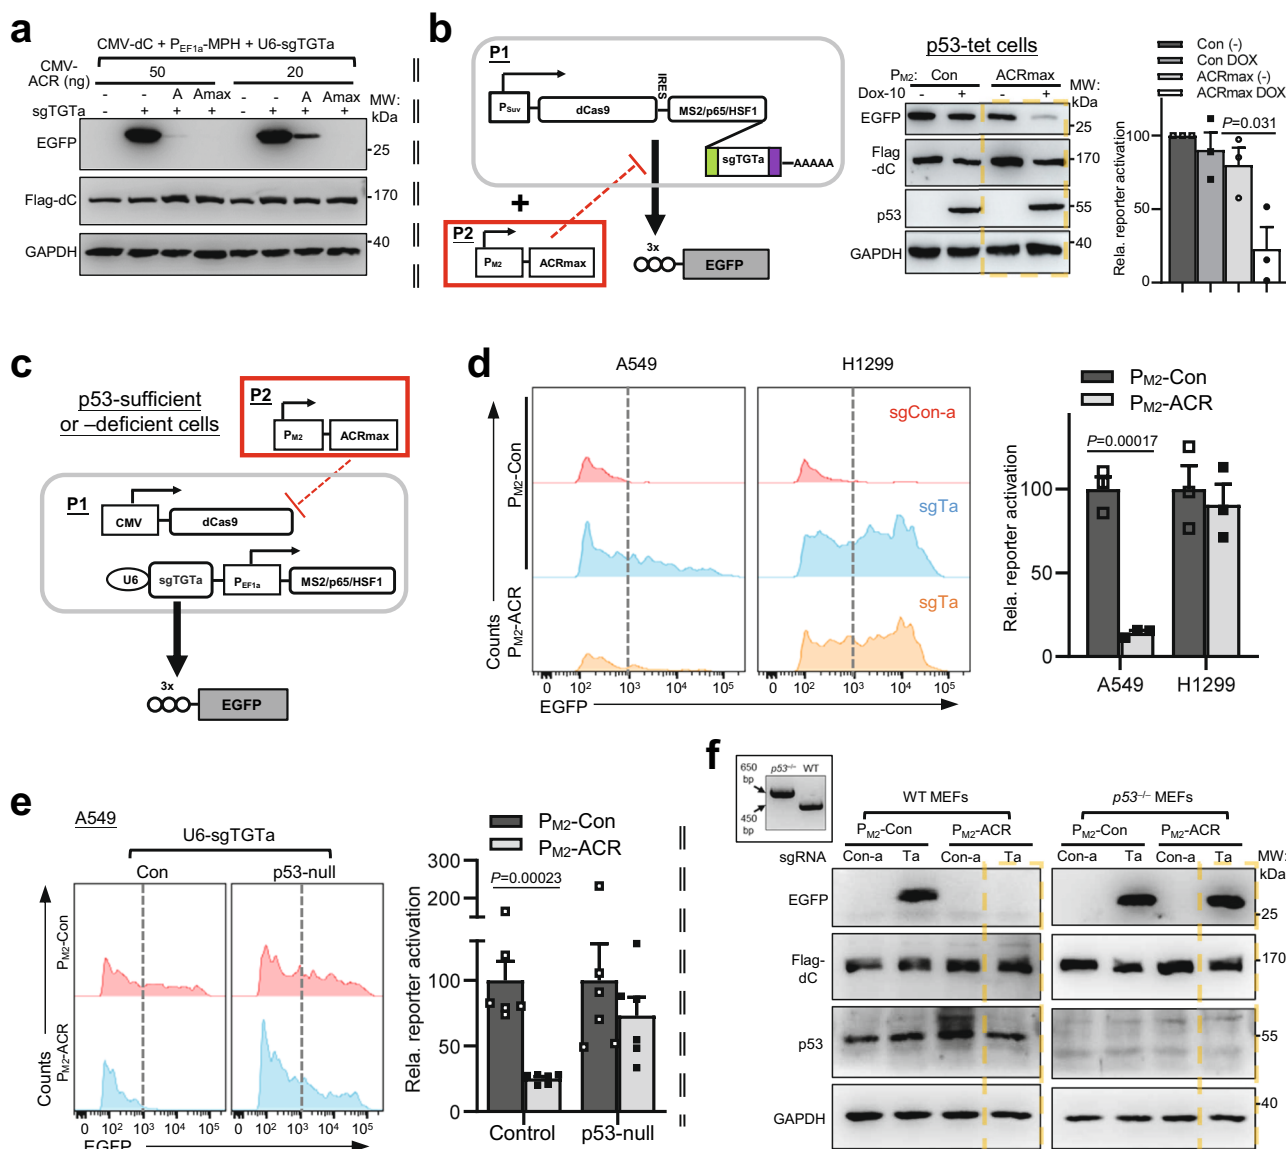 a
CMV-dC + PEF1a-MPH + U6-sgTGTa
CMV-
ACR (ng)
50
20
sgTGTa
- - A Amax - - A Amax
- + + + - + + +
MW:
kDa
EGFP
25
Flag-dC
170
GAPDH
40
b
P1
PSuv
dCas9
IRES
MS2/p65/HSF1
sgTGTa
AAAAA
+
P2
PM2
ACRmax
3x
EGFP
p53-tet cells
PM2:
Con
ACRmax
MW:
kDa
Dox-10
- + - +
EGFP
25
Flag
-dC
170
p53
55
GAPDH
40
Con (-)
Con DOX
ACRmax (-)
ACRmax DOX
P=0.031
Rela. reporter activation
100
50
0
c
p53-sufficient
or –deficient cells
P2
PM2
ACRmax
P1
CMV
dCas9
U6
sgTGTa
PEF1a
MS2/p65/HSF1
3x
EGFP
d
A549
H1299
PM2-Con
PM2-ACR
Counts
sgCon-a
sgTa
sgTa
0 10² 10³ 10⁴ 10⁵
0 10² 10³ 10⁴ 10⁵
EGFP
PM2-Con
PM2-ACR
P=0.00017
Rela. reporter activation
100
50
0
A549
H1299
e
A549
U6-sgTGTa
Con
p53-null
PM2-Con
PM2-ACR
Counts
0 10² 10³ 10⁴ 10⁵
0 10² 10³ 10⁴ 10⁵
EGFP
PM2-Con
PM2-ACR
P=0.00023
Rela. reporter activation
300
200
100
50
0
Control
p53-null
f
650
bp
450
bp
p53–/–
WT
WT MEFs
p53–/– MEFs
PM2-Con
PM2-ACR
PM2-Con
PM2-ACR
sgRNA
Con-a Ta Con-a Ta
Con-a Ta Con-a Ta
MW:
kDa
EGFP
25
Flag-
dC
170
p53
55
GAPDH
40